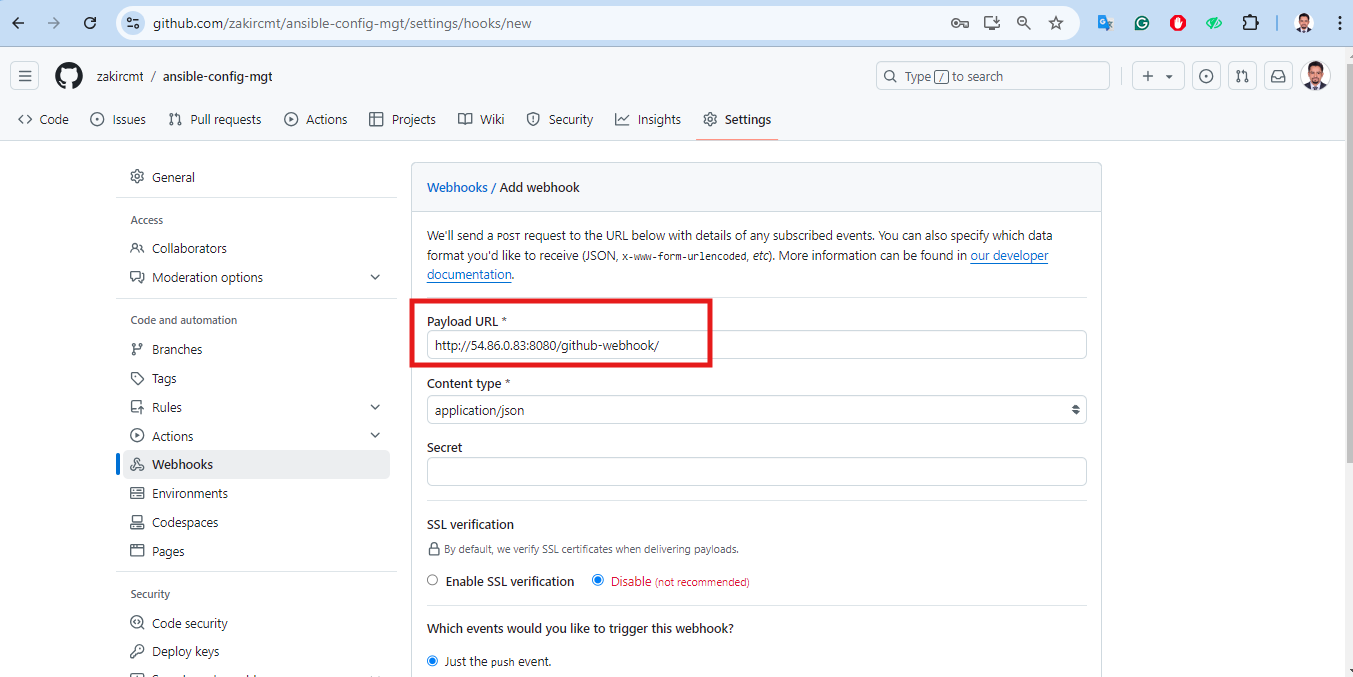 github.com/zakircmt/ansible-config-mgt/settings/hooks/new
zakircmt / ansible-config-mgt
Type / to search
Code Issues Pull requests Actions Projects Wiki Security Insights Settings
General
Access
Collaborators
Moderation options
Code and automation
Branches
Tags
Rules
Actions
Webhooks
Environments
Codespaces
Pages
Security
Code security
Deploy keys
Webhooks / Add webhook
We'll send a POST request to the URL below with details of any subscribed events. You can also specify which data
format you'd like to receive (JSON, x-www-form-urlencoded, etc). More information can be found in our developer
documentation.
Payload URL *
http://54.86.0.83:8080/github-webhook/
Content type *
application/json
Secret
SSL verification
By default, we verify SSL certificates when delivering payloads.
Enable SSL verification Disable (not recommended)
Which events would you like to trigger this webhook?
Just the push event.